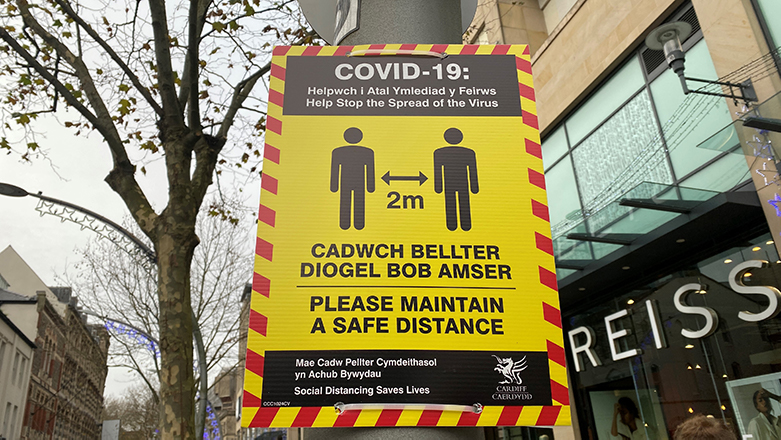 COVID-19:
Helpwch i Atal Ymlediad y Feirws
Help Stop the Spread of the Virus
2m
CADWCH BELLTER
DIOGEL BOB AMSER
PLEASE MAINTAIN
A SAFE DISTANCE
Mae Cadw Pellter Cymdeithasol
yn Achub Bywydau
Social Distancing Saves Lives
CARDIFF
CAERDYDD
CCC1024CV
REISS